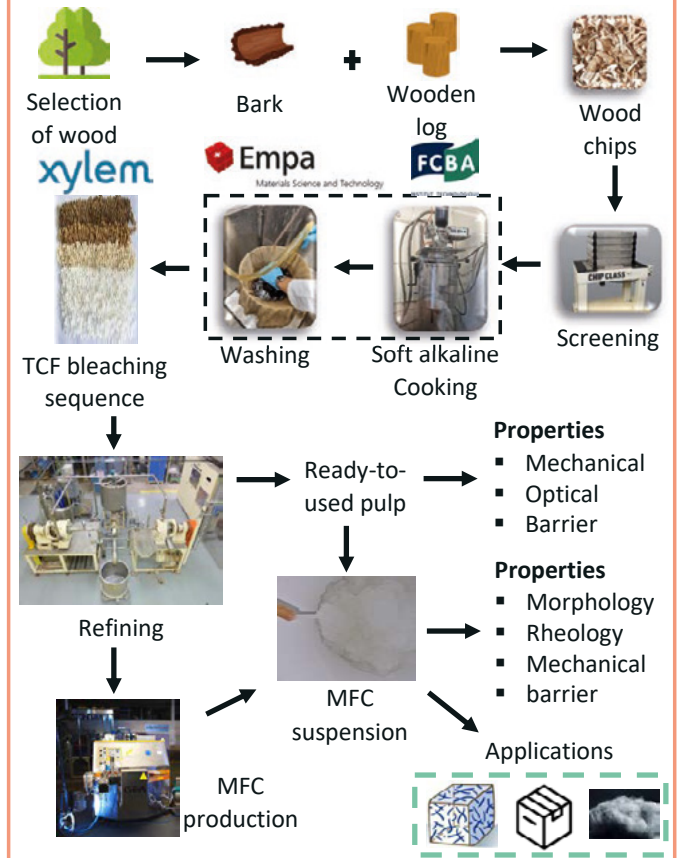 Selection
of wood
Bark
+
Wooden
log
Wood
chips
xylem
Empa
Materials Science and Technology
FCBA
CHIP CLASS
Screening
Soft alkaline
Cooking
Washing
TCF bleaching
sequence
Refining
Ready-to-
used pulp
Properties
▪ Mechanical
▪ Optical
▪ Barrier
MFC
suspension
Properties
▪ Morphology
▪ Rheology
▪ Mechanical
▪ barrier
MFC
production
Applications